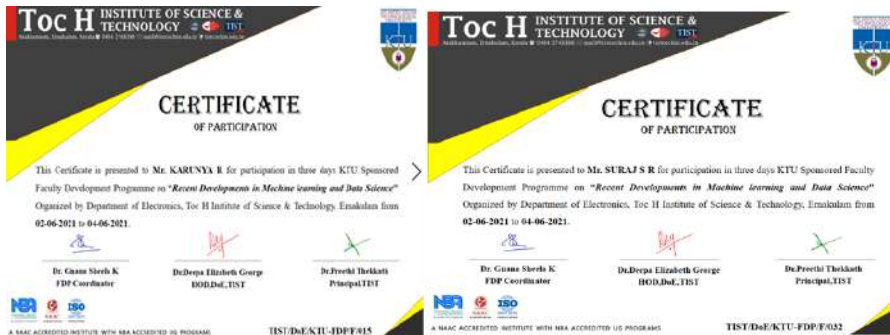 TOC H INSTITUTE OF SCIENCE &
TECHNOLOGY TIST
KTU
CERTIFICATE
OF PARTICIPATION
This Certificate is presented to Mr. KARUNYA R for participation in three days KTU Sponsored
Faculty Development Programme on "Recent Developments in Machine learning and Data Science"
Organized by Department of Electronics, Toc H Institute of Science & Technology, Ernakulam from
02-06-2021 to 04-06-2021.
Dr. Gnana Sheela K
FDP Coordinator
Dr.Deepa Elizabeth George
HOD,DoE,TIST
Dr.Preethi Thekkath
Principal,TIST
NBA
ISO
A NAAC ACCREDITED INSTITUTE WITH NBA ACCREDITED UG PROGRAMS
TIST/DoE/KTU-FDP/F/015
TOC H INSTITUTE OF SCIENCE &
TECHNOLOGY TIST
KTU
CERTIFICATE
OF PARTICIPATION
This Certificate is presented to Mr. SURAJ S R for participation in three days KTU Sponsored Faculty
Development Programme on "Recent Developments in Machine learning and Data Science"
Organized by Department of Electronics, Toc H Institute of Science & Technology, Ernakulam from
02-06-2021 to 04-06-2021.
Dr. Gnana Sheela K
FDP Coordinator
Dr.Deepa Elizabeth George
HOD,DoE,TIST
Dr.Preethi Thekkath
Principal,TIST
NBA
ISO
A NAAC ACCREDITED INSTITUTE WITH NBA ACCREDITED UG PROGRAMS
TIST/DoE/KTU-FDP/F/032